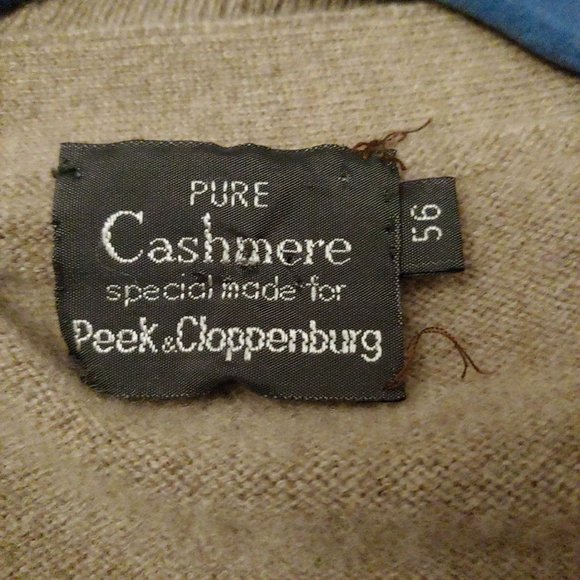 PURE
Cashmere
special made for
Peek & Cloppenburg
56